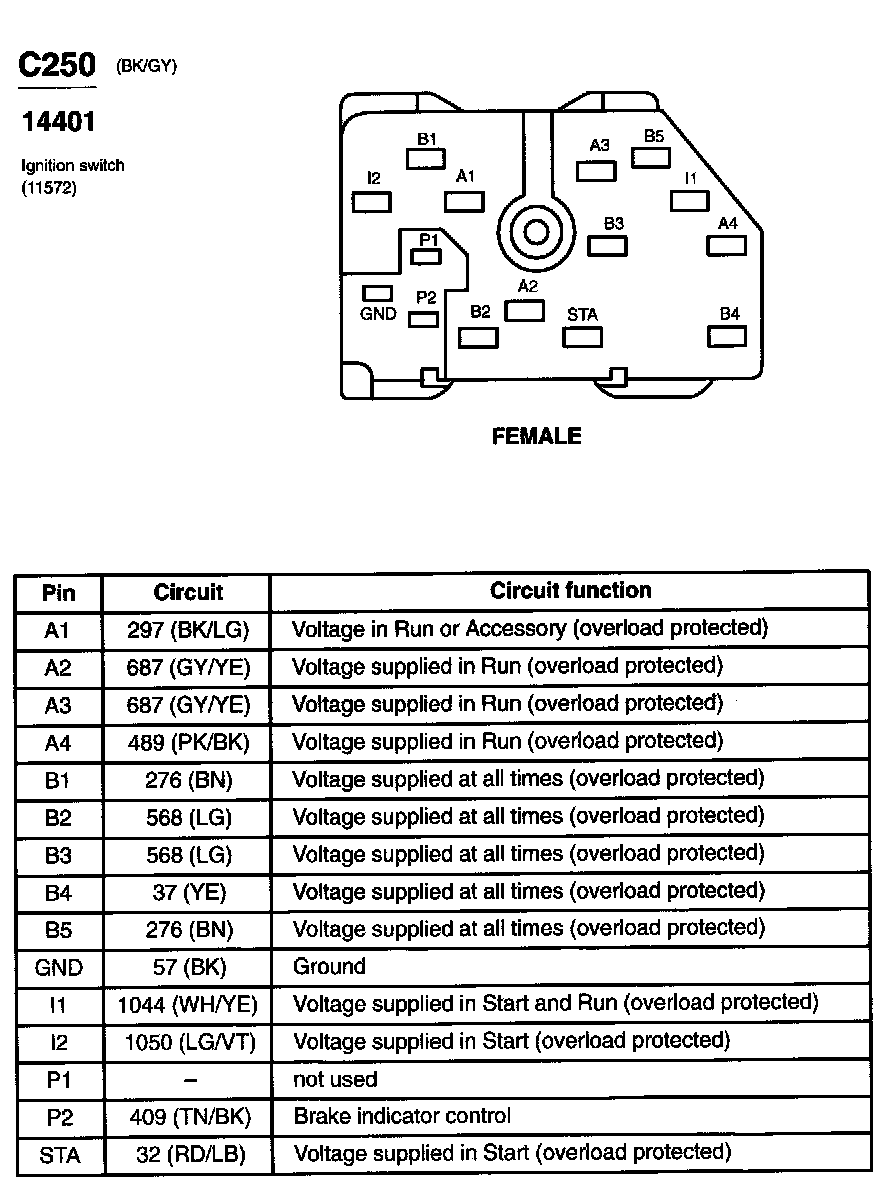 C250 (BK/GY)
14401
Ignition switch
(11572)
B1
B5
A3
I2
A1
I1
P1
B3
A4
GND
P2
A2
B2
STA
B4
FEMALE
Pin Circuit Circuit function
A1 297 (BK/LG) Voltage in Run or Accessory (overload protected)
A2 687 (GY/YE) Voltage supplied in Run (overload protected)
A3 687 (GY/YE) Voltage supplied in Run (overload protected)
A4 489 (PK/BK) Voltage supplied in Run (overload protected)
B1 276 (BN) Voltage supplied at all times (overload protected)
B2 568 (LG) Voltage supplied at all times (overload protected)
B3 568 (LG) Voltage supplied at all times (overload protected)
B4 37 (YE) Voltage supplied at all times (overload protected)
B5 276 (BN) Voltage supplied at all times (overload protected)
GND 57 (BK) Ground
I1 1044 (WH/YE) Voltage supplied in Start and Run (overload protected)
I2 1050 (LG/VT) Voltage supplied in Start (overload protected)
P1 – not used
P2 409 (TN/BK) Brake indicator control
STA 32 (RD/LB) Voltage supplied in Start (overload protected)